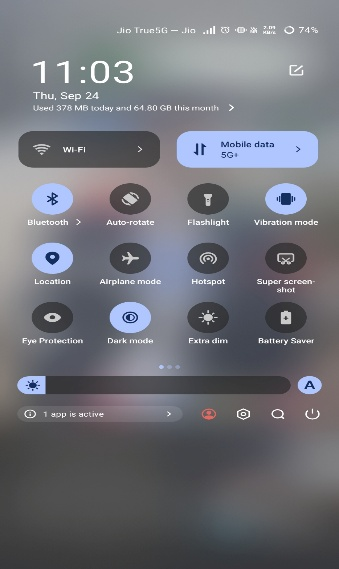 Jio True5G — Jio 74%
11:03
Thu, Sep 24
Used 378 MB today and 64.80 GB this month
Wi-Fi
Mobile data
5G+
Bluetooth
Auto-rotate
Flashlight
Vibration mode
Location
Airplane mode
Hotspot
Super screen-
shot
Eye Protection
Dark mode
Extra dim
Battery Saver
A
1 app is active